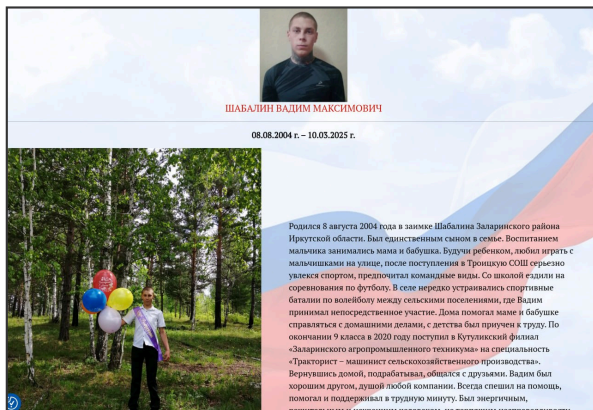 ШАБАЛИН ВАДИМ МАКСИМОВИЧ
08.08.2004 г. – 10.03.2025 г.
Родился 8 августа 2004 года в заимке Шабалина Заларинского района
Иркутской области. Был единственным сыном в семье. Воспитанием
мальчика занимались мама и бабушка. Будучи ребенком, любил играть с
мальчишками на улице, после поступления в Троицкую СОШ серьезно
увлекся спортом, предпочитал командные виды. Со школой ездили на
соревнования по футболу. В селе нередко устраивались спортивные
баталии по волейболу между сельскими поселениями, где Вадим
принимал непосредственное участие. Дома помогал маме и бабушке
справляться с домашними делами, с детства был приучен к труду. По
окончании 9 класса в 2020 году поступил в Кутуликский филиал
«Заларинского агропромышленного техникума» на специальность
«Тракторист – машинист сельскохозяйственного производства».
Вернувшись домой, подрабатывал, общался с друзьями. Вадим был
хорошим другом, душой любой компании. Всегда спешил на помощь,
помогал и поддерживал в трудную минуту. Был энергичным,